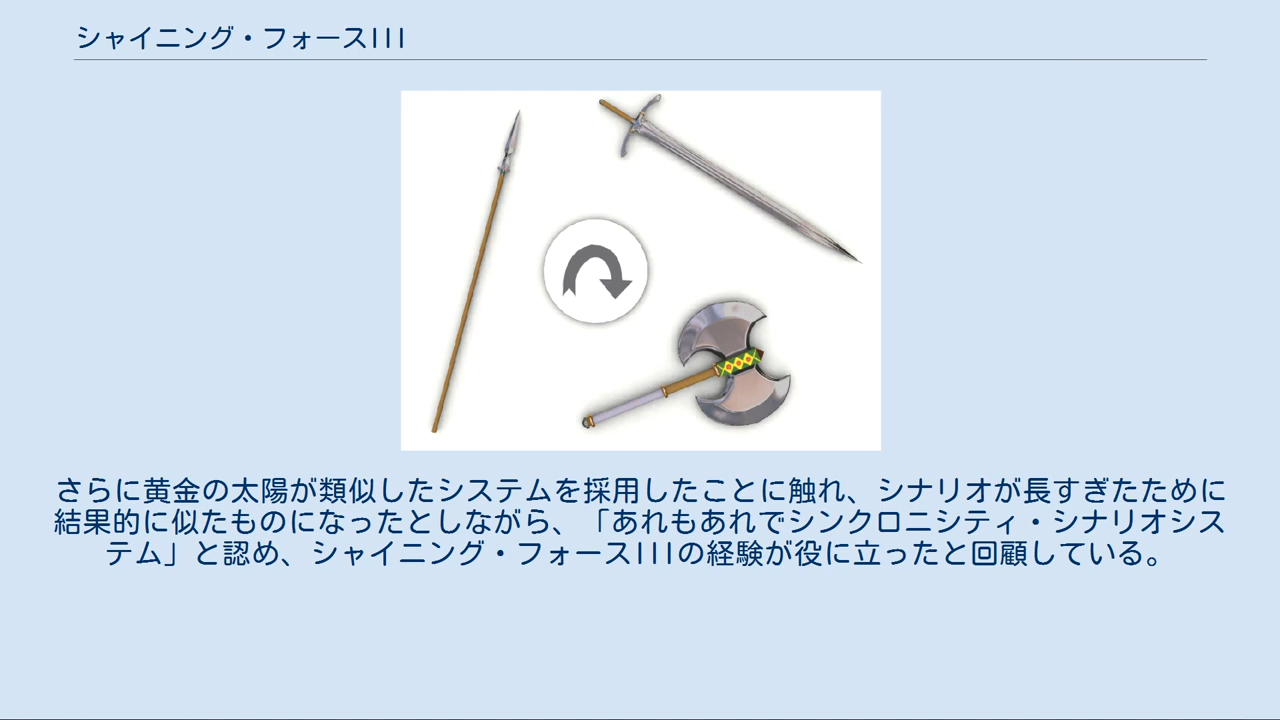 シャイニング・フォースIII
さらに黄金の太陽が類似したシステムを採用したことに触れ、シナリオが長すぎたために
結果的に似たものになったとしながら、「あれもあれでシンクロニシティ・シナリオシス
テム」と認め、シャイニング・フォースIIIの経験が役に立ったと回顧している。